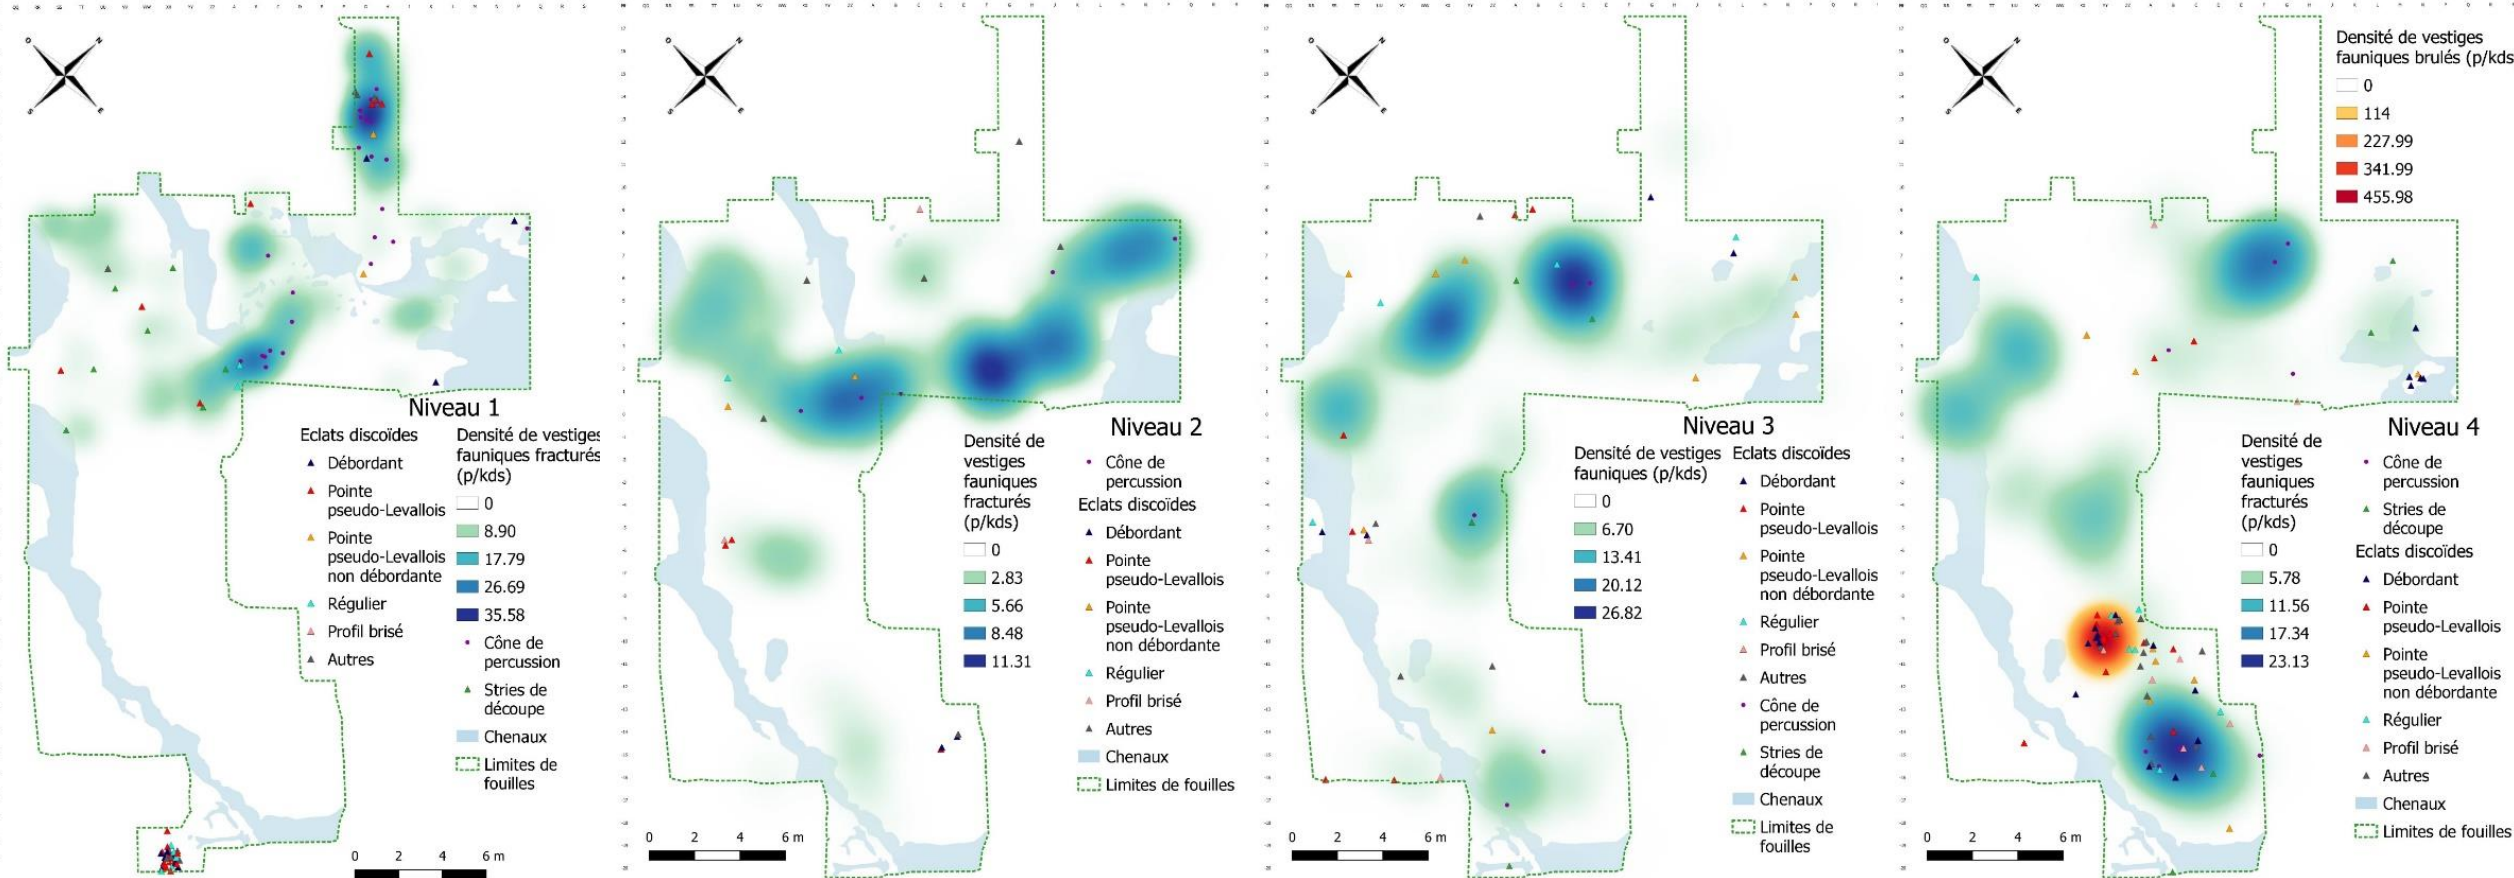 O
N
S
E
Niveau 1
Eclats discoïdes
Débordant
Pointe
pseudo-Levallois
Pointe
pseudo-Levallois
non débordante
Régulier
Profil brisé
Autres
Densité de vestiges
fauniques fracturés
(p/kds)
0
8.90
17.79
26.69
35.58
Cône de
percussion
Stries de
découpe
Chenaux
Limites de
fouilles
0 2 4 6 m
O
N
S
E
Niveau 2
Densité de
vestiges
fauniques
fracturés
(p/kds)
0
2.83
5.66
8.48
11.31
Cône de
percussion
Eclats discoïdes
Débordant
Pointe
pseudo-Levallois
Pointe
pseudo-Levallois
non débordante
Régulier
Profil brisé
Autres
Chenaux
Limites de fouilles
0 2 4 6 m
O
N
S
E
Niveau 3
Densité de vestiges
fauniques (p/kds)
0
6.70
13.41
20.12
26.82
Eclats discoïdes
Débordant
Pointe
pseudo-Levallois
Pointe
pseudo-Levallois
non débordante
Régulier
Profil brisé
Autres
Cône de
percussion
Stries de
découpe
Chenaux
Limites de
fouilles
0 2 4 6 m
O
N
S
E
Densité de vestiges
fauniques brulés (p/kds
0
114
227.99
341.99
455.98
Niveau 4
Densité de
vestiges
fauniques
fracturés
(p/kds)
0
5.78
11.56
17.34
23.13
Cône de
percussion
Stries de
découpe
Eclats discoïdes
Débordant
Pointe
pseudo-Levallois
Pointe
pseudo-Levallois
non débordante
Régulier
Profil brisé
Autres
Chenaux
Limites de fouilles
0 2 4 6 m